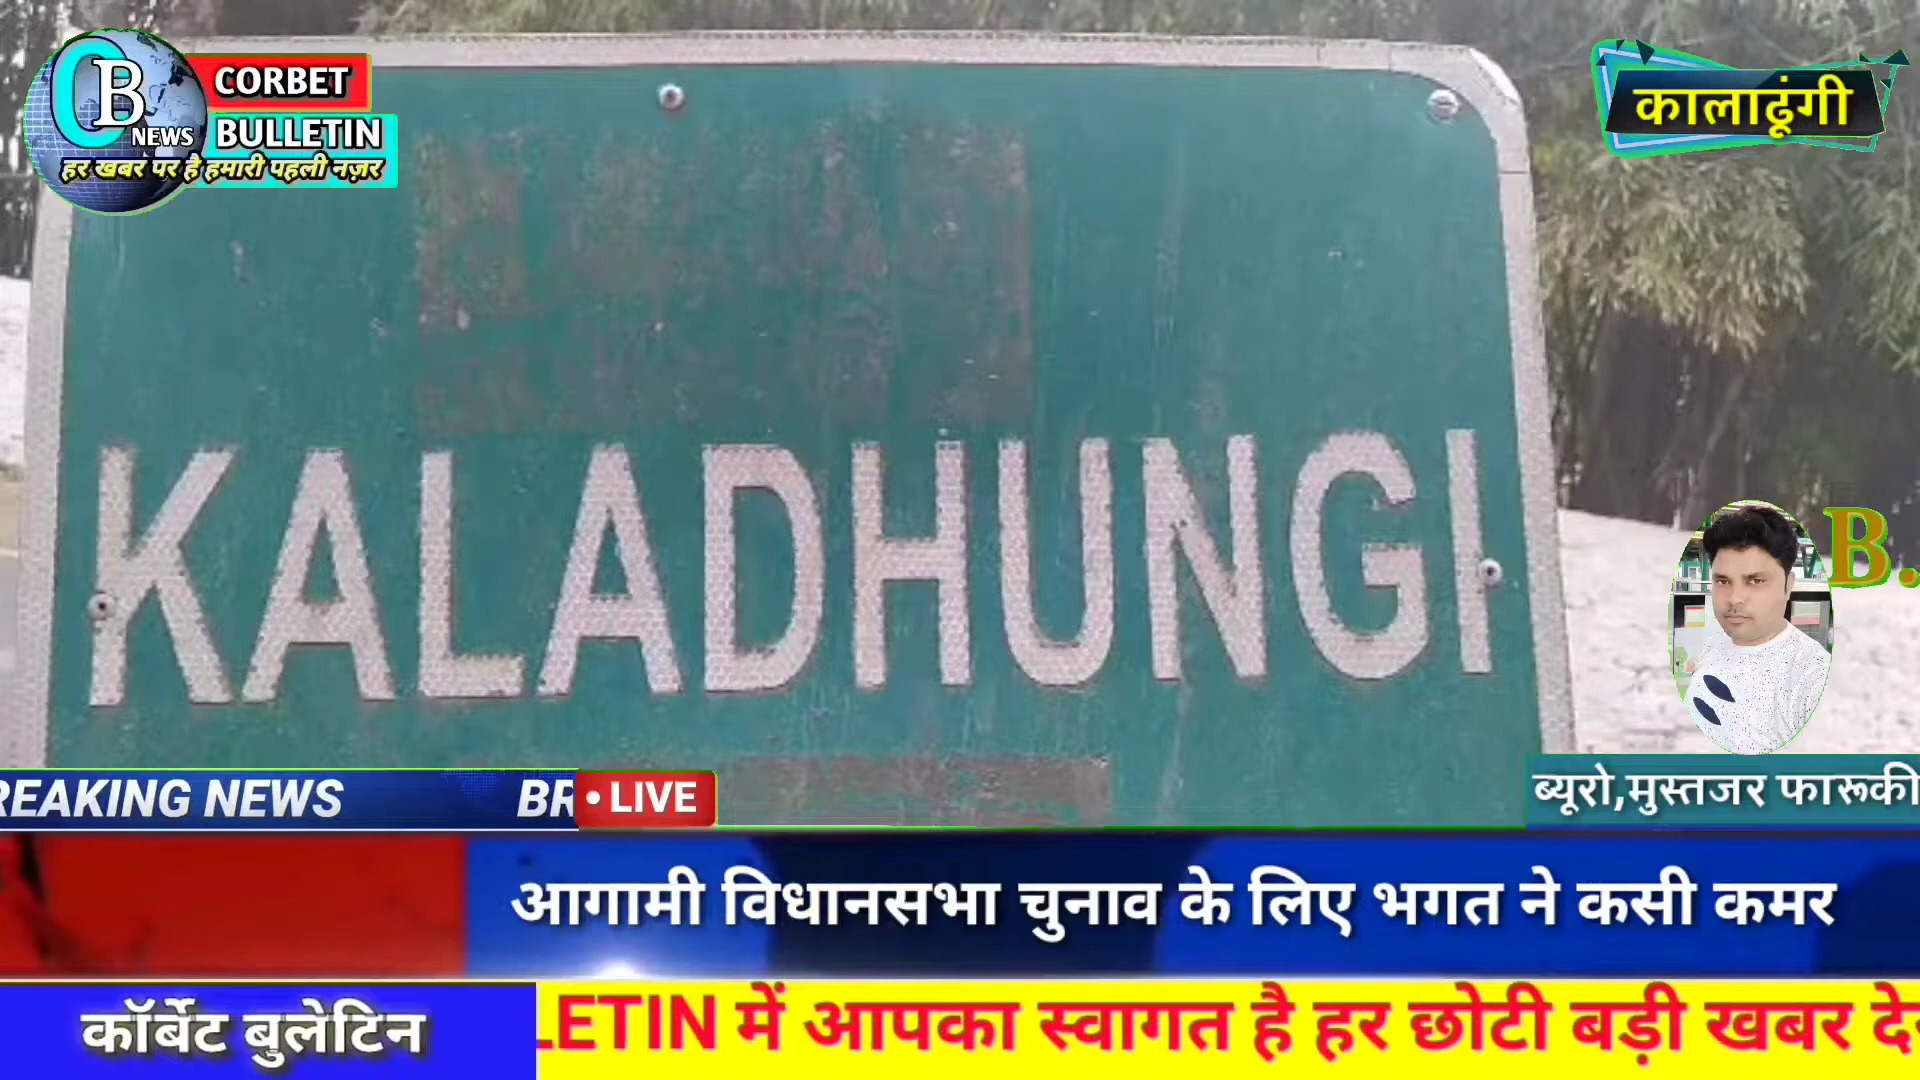 CB NEWS
CORBET
BULLETIN
हर खबर पर है हमारी पहली नज़र
कालाढूंगी
KALADHUNGI
B.
REAKING NEWS BR
• LIVE
ब्यूरो,मुस्तजर फारूकी
आगामी विधानसभा चुनाव के लिए भगत ने कसी कमर
कॉर्बेट बुलेटिन
LETIN में आपका स्वागत है हर छोटी बड़ी खबर दे